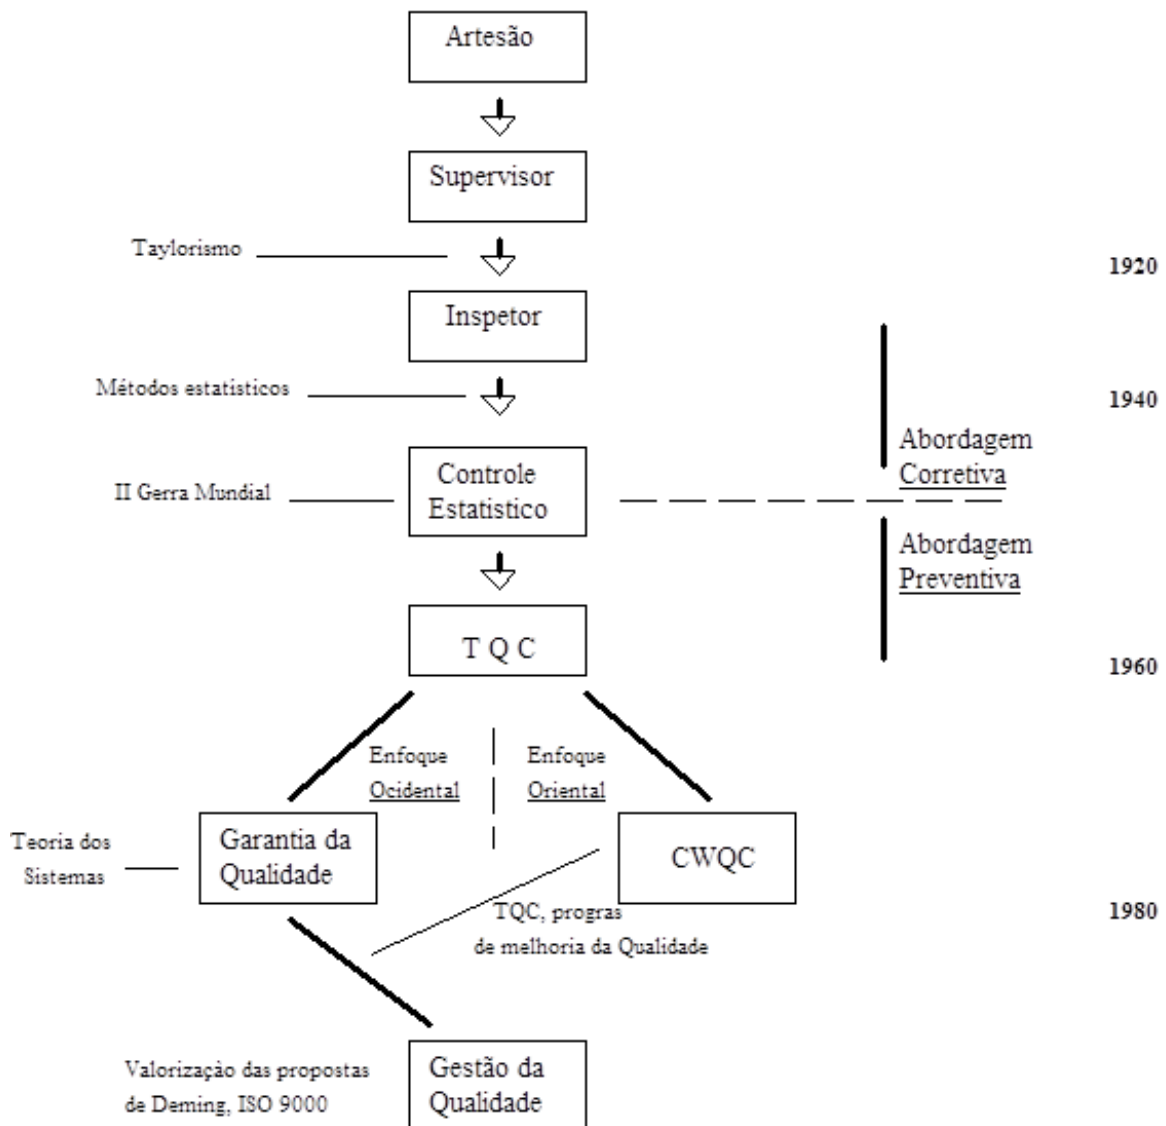 Artesão
Supervisor
Taylorismo
1920
Inspetor
Métodos estatisticos
1940
Abordagem
Corretiva
Controle
Estatistico
II Gerra Mundial
Abordagem
Preventiva
T Q C
1960
Enfoque
Ocidental
Enfoque
Oriental
Teoria dos
Sistemas
Garantia da
Qualidade
CWQC
TQC, progras
de melhoria da Qualidade
1980
Valorização das propostas
de Deming, ISO 9000
Gestão da
Qualidade